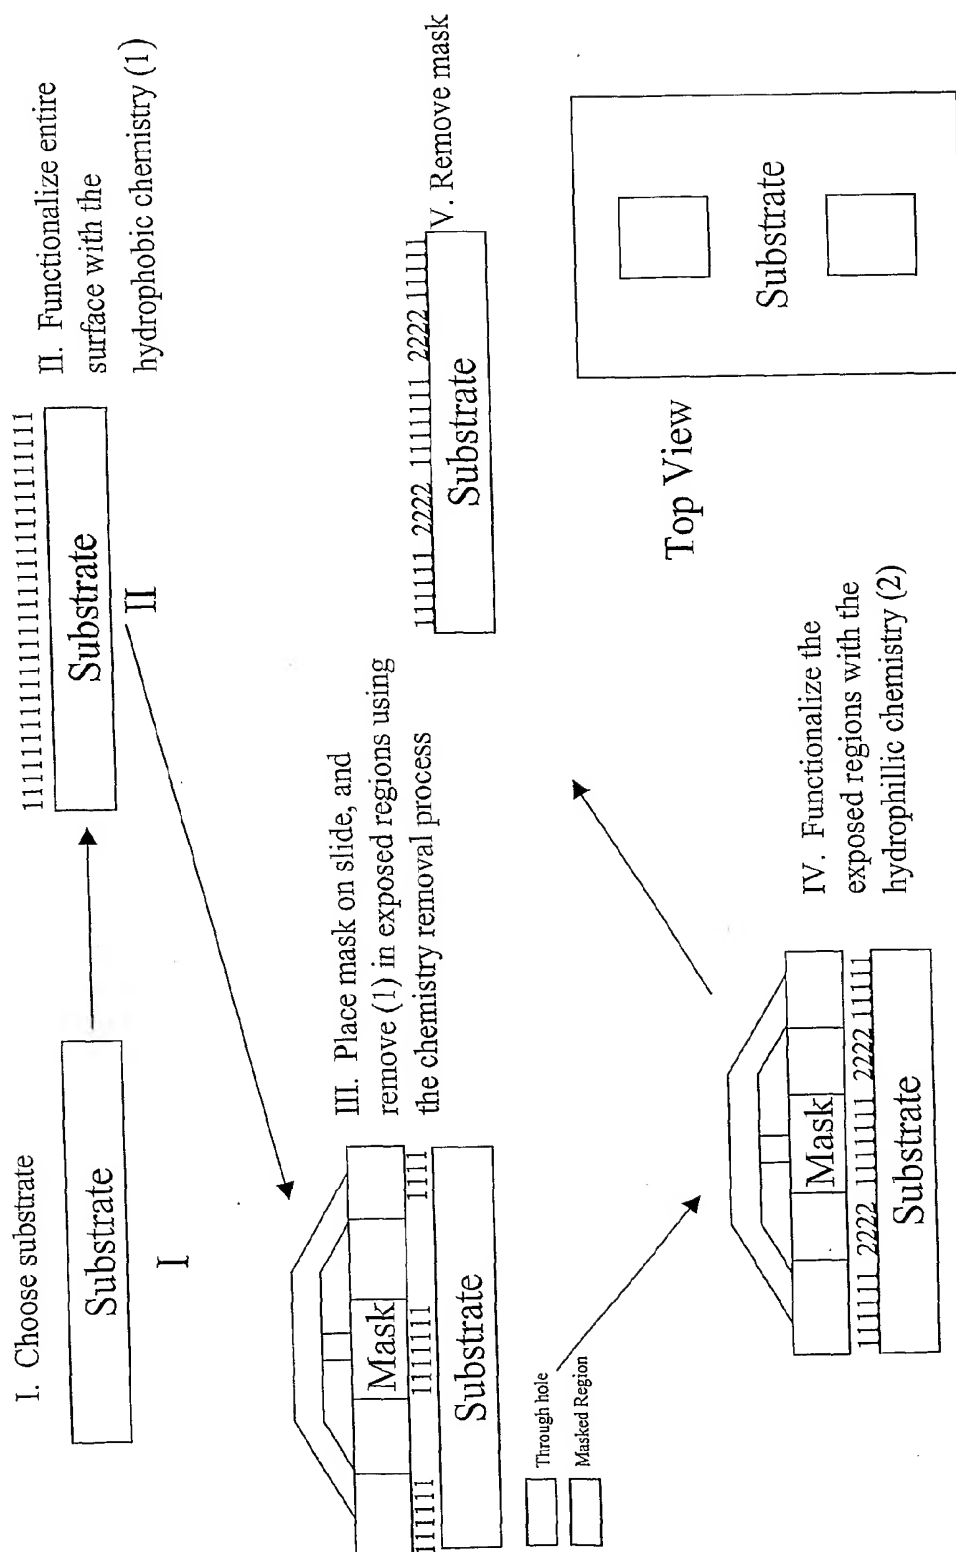 I. Choose substrate
Substrate
I
1111111111111111111111111111111
Substrate
II
II. Functionalize entire
surface with the
hydrophobic chemistry (1)
III. Place mask on slide, and
remove (1) in exposed regions using
the chemistry removal process
Mask
111111 1111111 1111
Substrate
Through hole
Masked Region
IV. Functionalize the
exposed regions with the
hydrophillic chemistry (2)
Mask
111111 2222 1111111 2222 11111
Substrate
111111 2222 1111111 2222 11111
Substrate
V. Remove mask
Top View
Substrate